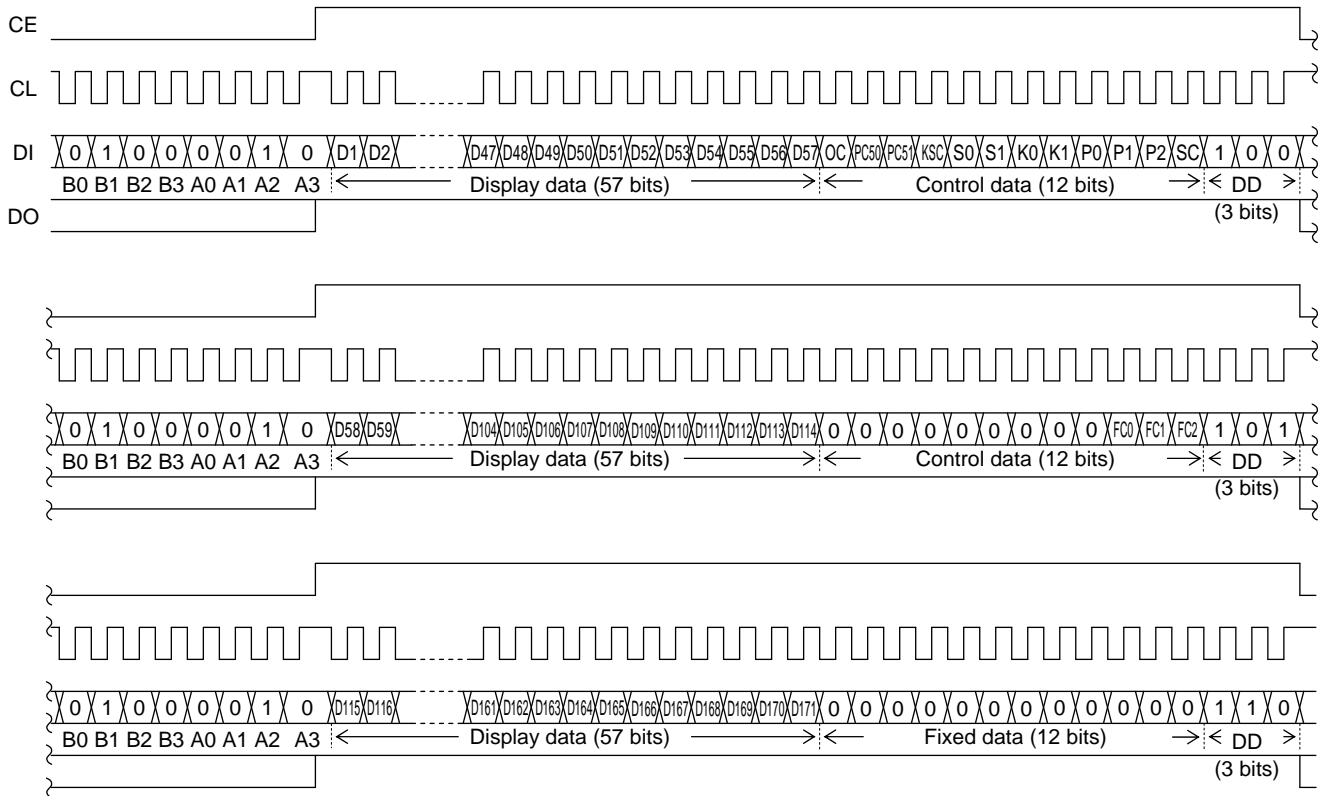 CE
CL
DI 0 1 0 0 0 0 1 0 D1 D2 D47 D48 D49 D50 D51 D52 D53 D54 D55 D56 D57 OC PC50 PC51 KSC S0 S1 K0 K1 P0 P1 P2 SC 1 0 0
B0 B1 B2 B3 A0 A1 A2 A3 Display data (57 bits) Control data (12 bits) DD
DO (3 bits)
0 1 0 0 0 0 1 0 D58 D59 D104 D105 D106 D107 D108 D109 D110 D111 D112 D113 D114 0 0 0 0 0 0 0 0 0 FC0 FC1 FC2 1 0 1
B0 B1 B2 B3 A0 A1 A2 A3 Display data (57 bits) Control data (12 bits) DD
(3 bits)
0 1 0 0 0 0 1 0 D115 D116 D161 D162 D163 D164 D165 D166 D167 D168 D169 D170 D171 0 0 0 0 0 0 0 0 0 0 0 0 1 1 0
B0 B1 B2 B3 A0 A1 A2 A3 Display data (57 bits) Fixed data (12 bits) DD
(3 bits)